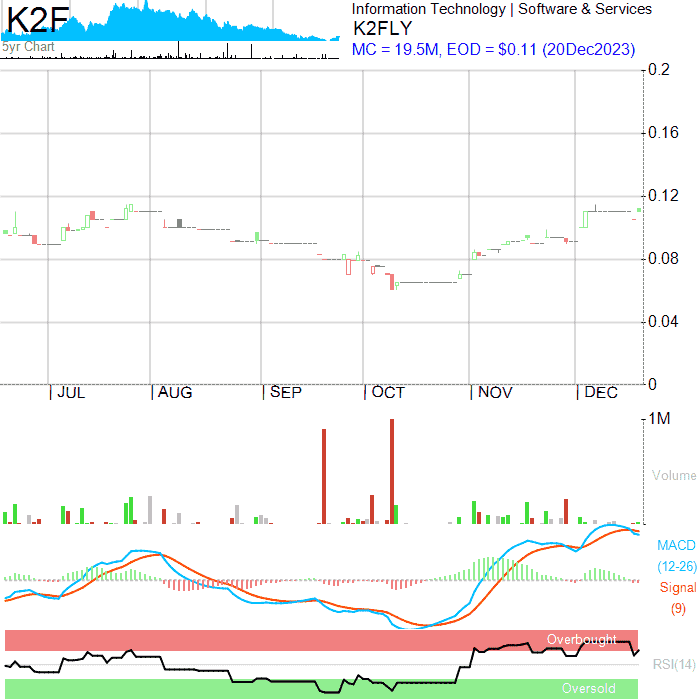 K2F
5yr Chart
Information Technology | Software & Services
K2FLY
MC = 19.5M, EOD = $0.11 (20Dec2023)
0.2
0.16
0.12
0.08
0.04
0
JUL AUG SEP OCT NOV DEC
1M
Volume
MACD
(12-26)
Signal
(9)
Overbought
RSI(14)
Oversold